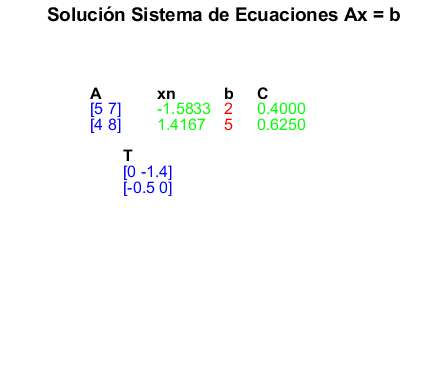 Solución Sistema de Ecuaciones Ax = b
A xn b C
[5 7] -1.5833 2 0.4000
[4 8] 1.4167 5 0.6250
T
[0 -1.4]
[-0.5 0]